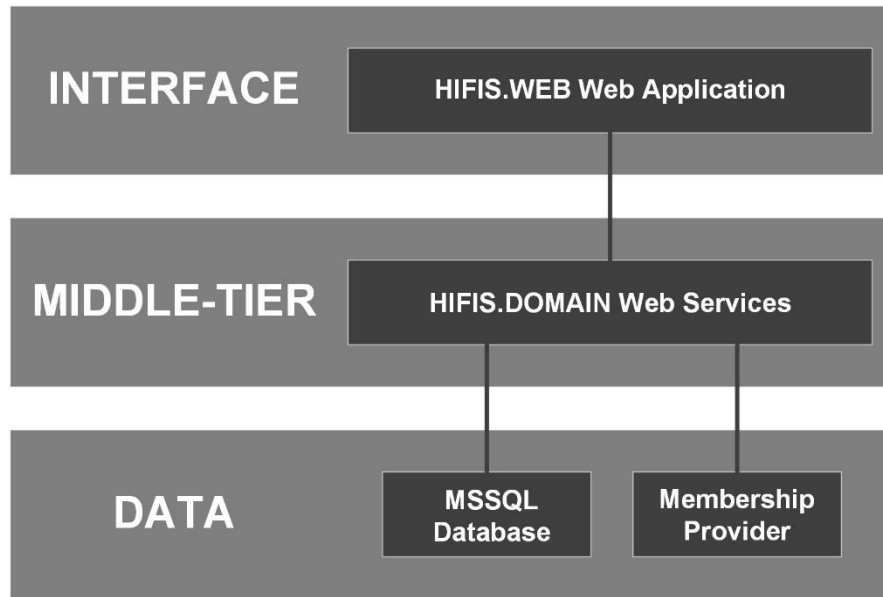 INTERFACE
HIFIS.WEB Web Application
MIDDLE-TIER
HIFIS.DOMAIN Web Services
DATA
MSSQL
Database
Membership
Provider